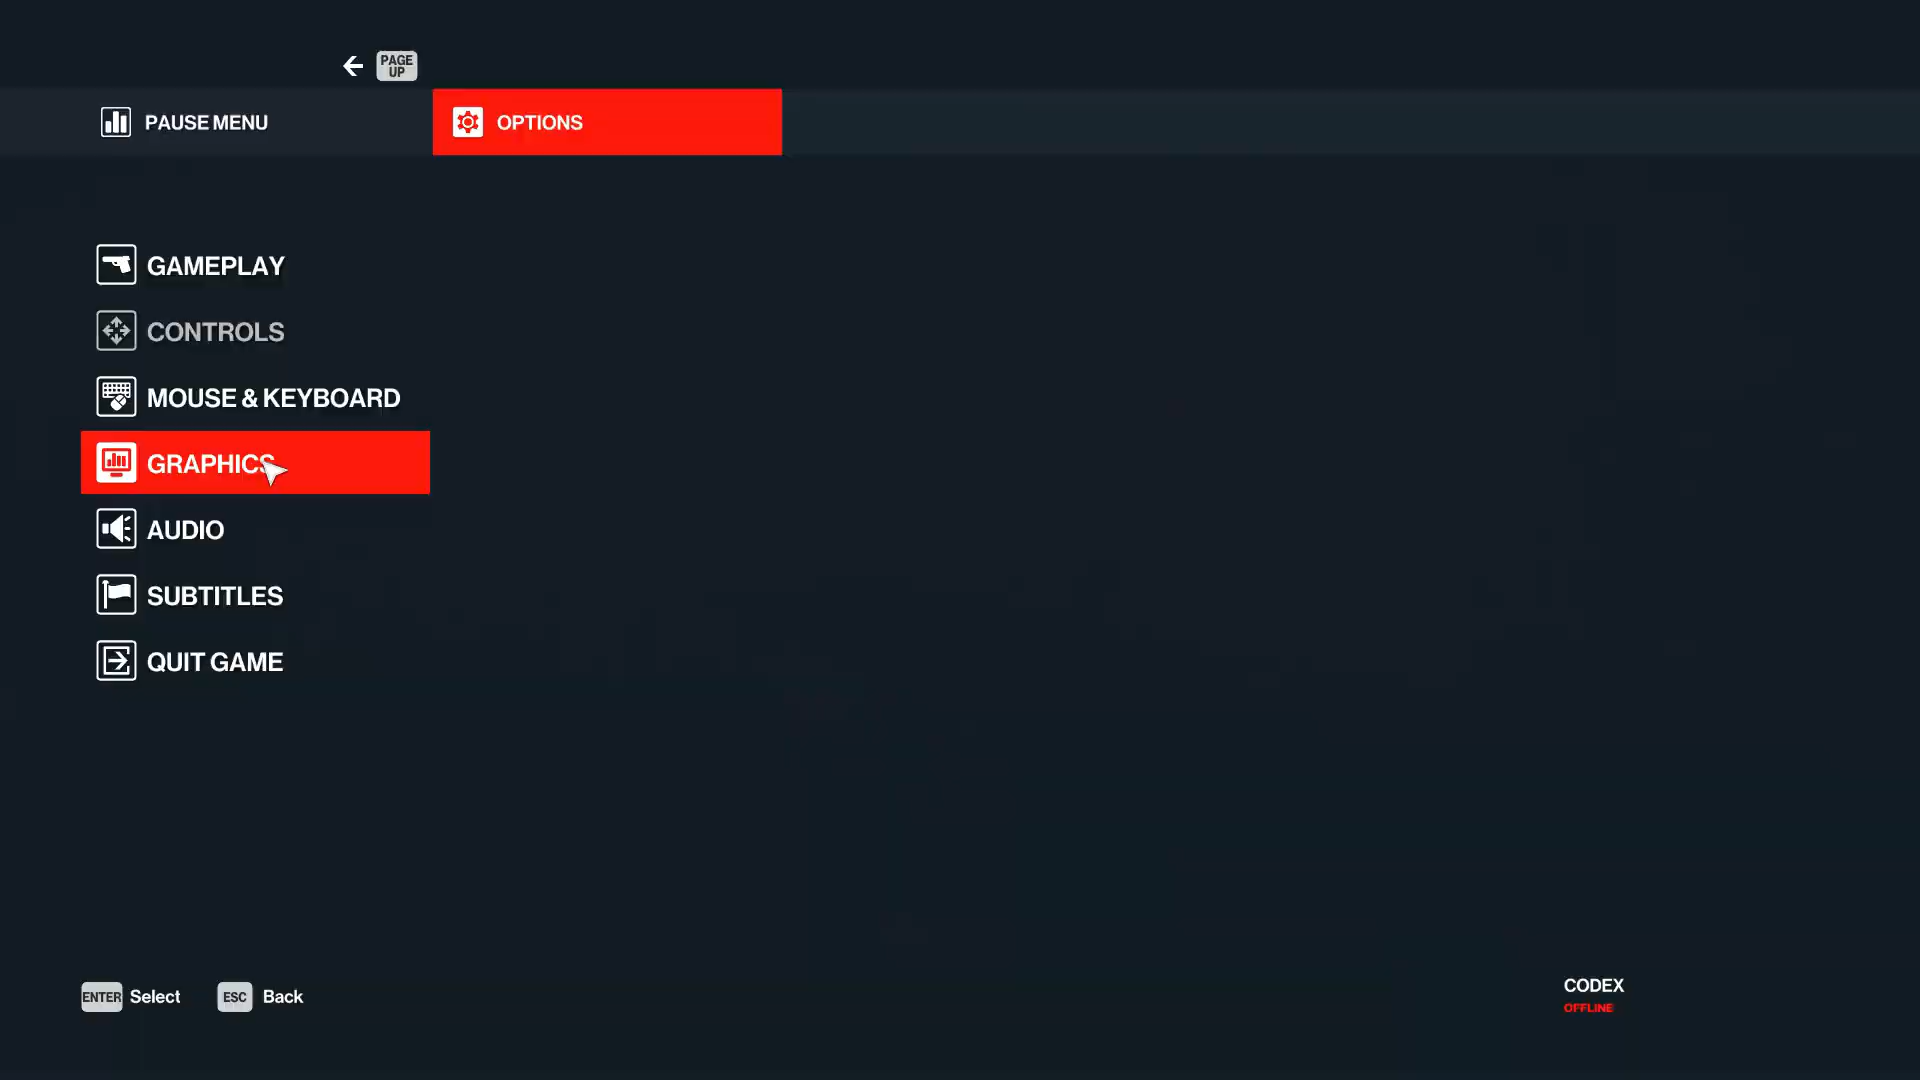 PAGE
UP
PAUSE MENU
OPTIONS
GAMEPLAY
CONTROLS
MOUSE & KEYBOARD
GRAPHICS
AUDIO
SUBTITLES
QUIT GAME
ENTER Select ESC Back
CODEX
OFFLINE